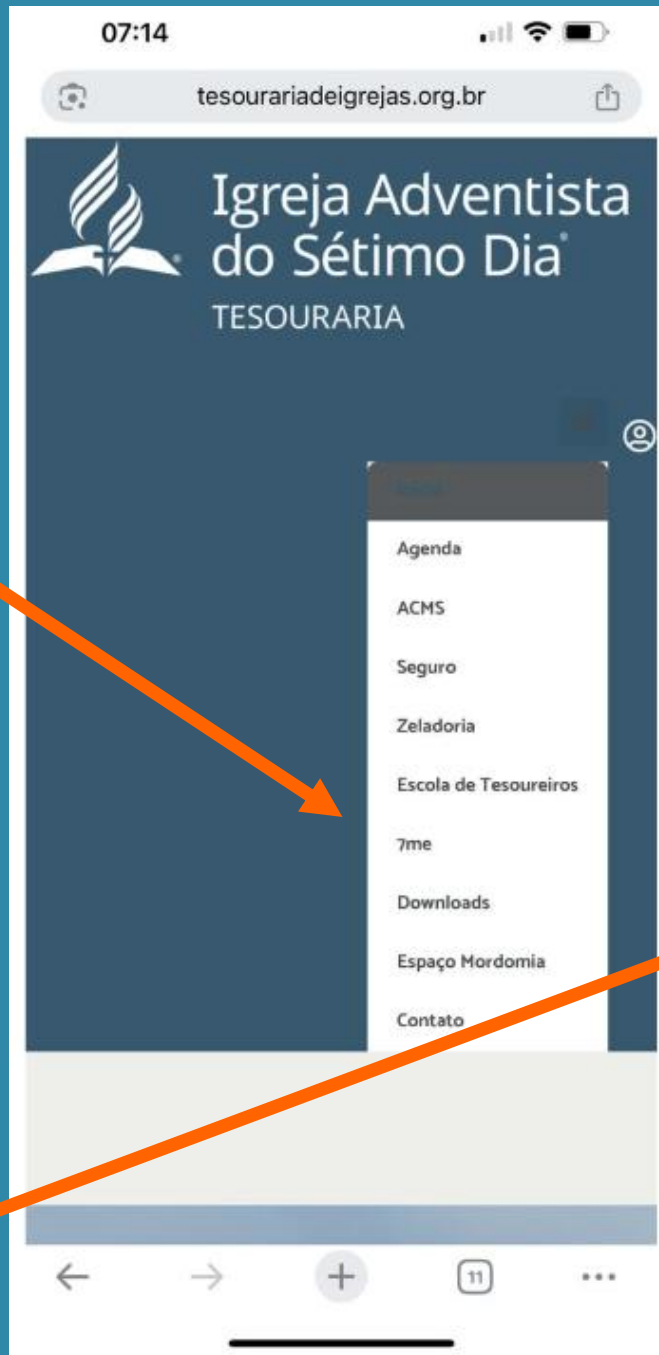 07:14
tesourariadeigrejas.org.br
Igreja Adventista
do Sétimo Dia®
TESOURARIA
Início
Agenda
ACMS
Seguro
Zeladoria
Escola de Tesoureiros
7me
Downloads
Espaço Mordomia
Contato
11